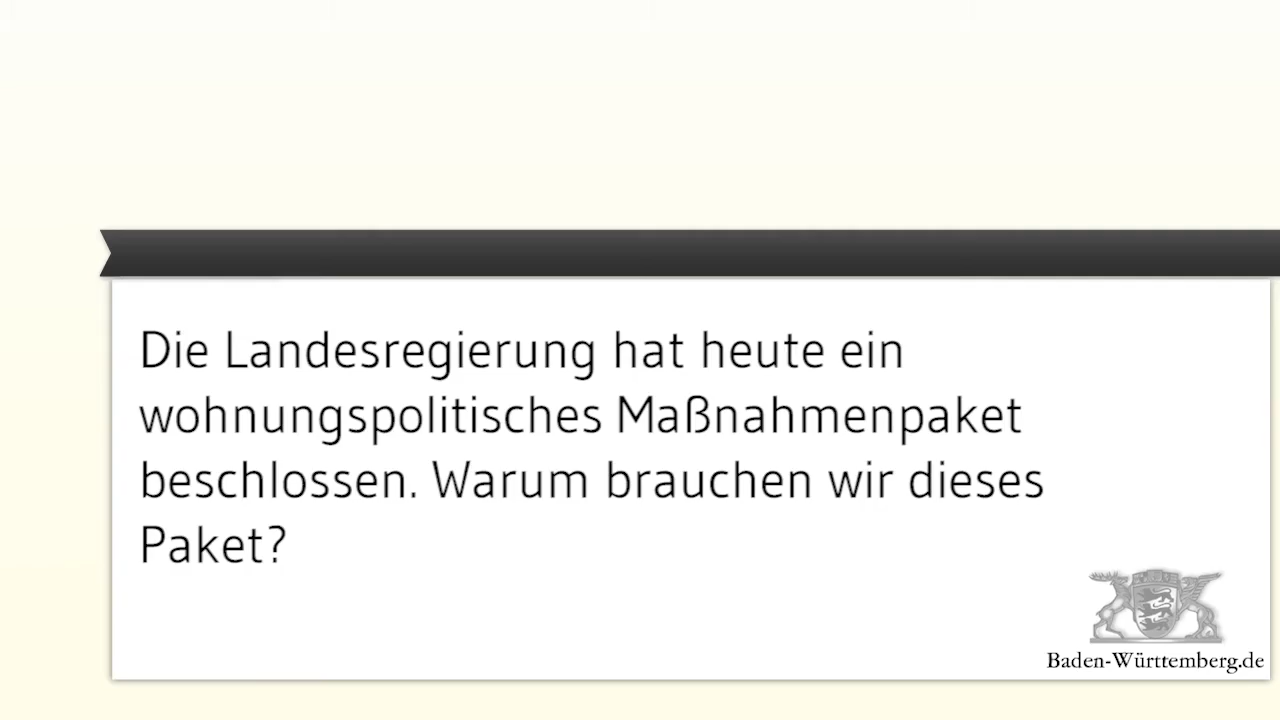 Die Landesregierung hat heute ein
wohnungspolitisches Maßnahmenpaket
beschlossen. Warum brauchen wir dieses
Paket?
Baden-Württemberg.de